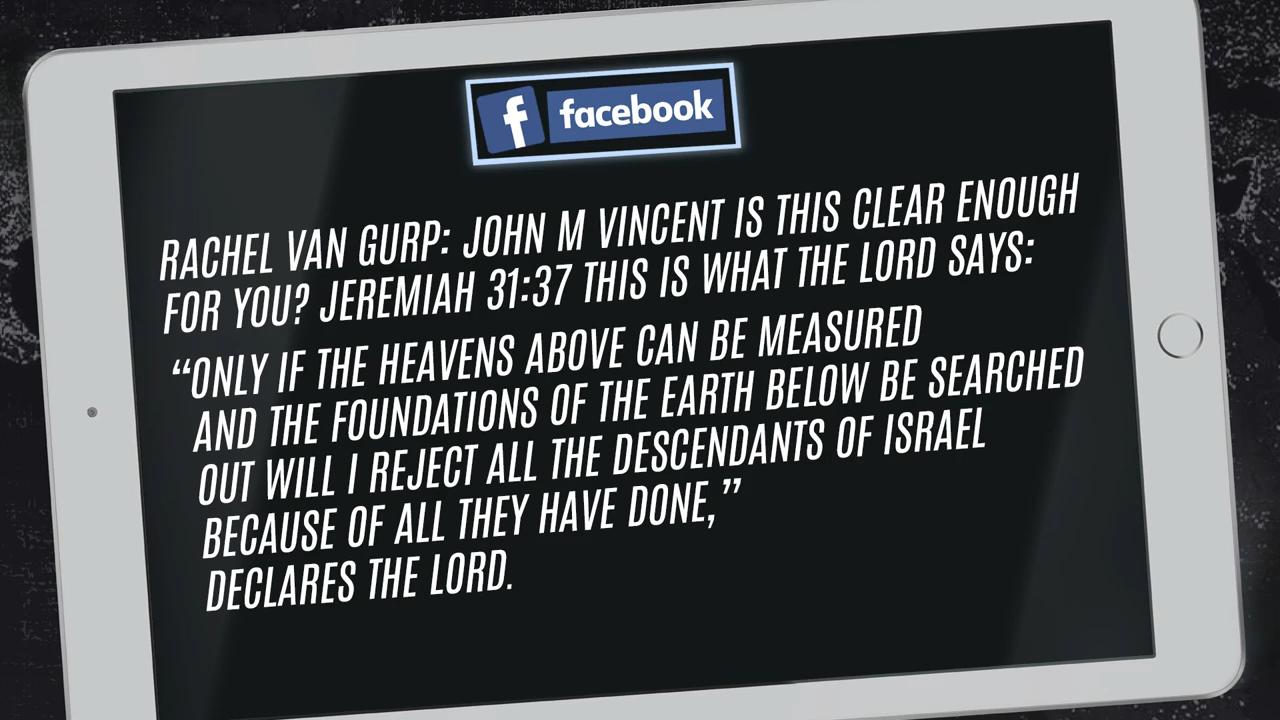 f facebook
RACHEL VAN GURP: JOHN M VINCENT IS THIS CLEAR ENOUGH
FOR YOU? JEREMIAH 31:37 THIS IS WHAT THE LORD SAYS:
“ONLY IF THE HEAVENS ABOVE CAN BE MEASURED
AND THE FOUNDATIONS OF THE EARTH BELOW BE SEARCHED
OUT WILL I REJECT ALL THE DESCENDANTS OF ISRAEL
BECAUSE OF ALL THEY HAVE DONE,”
DECLARES THE LORD.